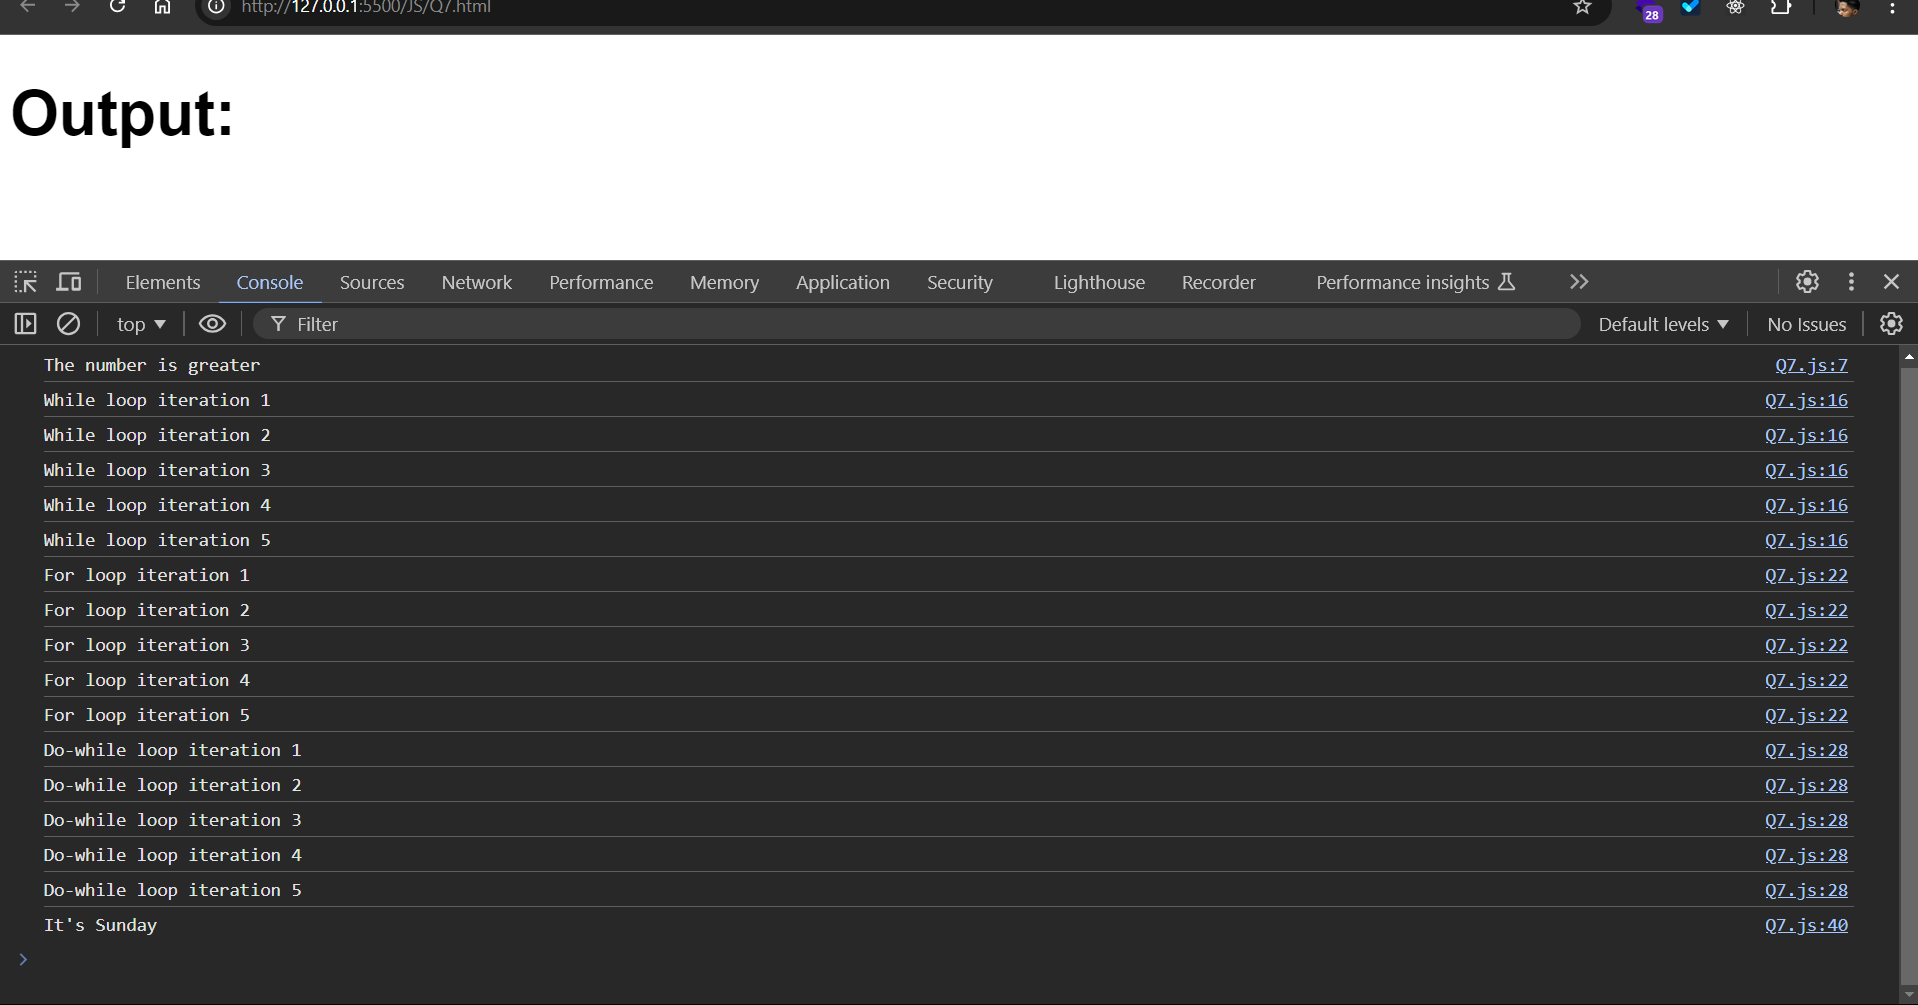 http://127.0.0.1:5500/JS/Q7.html
28
Output:
Elements Console Sources Network Performance Memory Application Security Lighthouse Recorder Performance insights
top Filter Default levels No Issues
The number is greater Q7.js:7
While loop iteration 1 Q7.js:16
While loop iteration 2 Q7.js:16
While loop iteration 3 Q7.js:16
While loop iteration 4 Q7.js:16
While loop iteration 5 Q7.js:16
For loop iteration 1 Q7.js:22
For loop iteration 2 Q7.js:22
For loop iteration 3 Q7.js:22
For loop iteration 4 Q7.js:22
For loop iteration 5 Q7.js:22
Do-while loop iteration 1 Q7.js:28
Do-while loop iteration 2 Q7.js:28
Do-while loop iteration 3 Q7.js:28
Do-while loop iteration 4 Q7.js:28
Do-while loop iteration 5 Q7.js:28
It's Sunday Q7.js:40